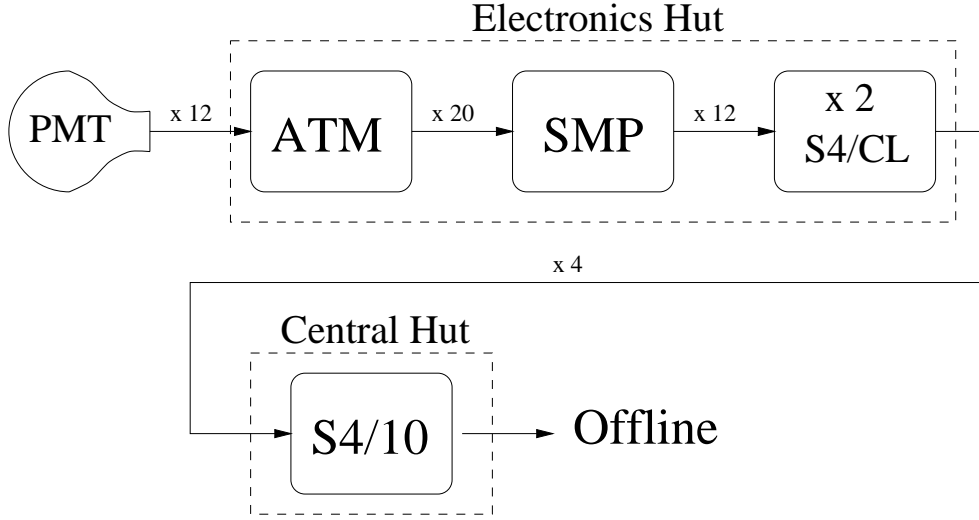 Electronics Hut
PMT
x 12
ATM
x 20
SMP
x 12
x 2
S4/CL
x 4
Central Hut
S4/10
Offline